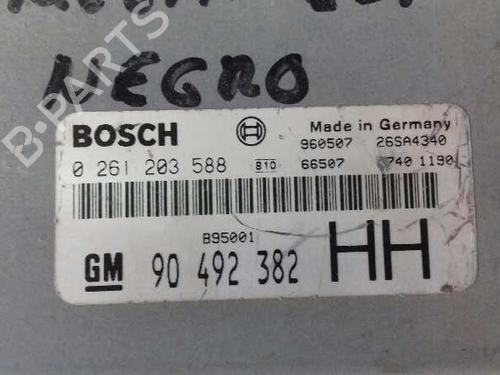 NEGRO
BOSCH Made in Germany
960507 26SA4340
0 261 203 588 810 66507 740 1190
B95001
GM 90 492 382 HH
B-PARTS